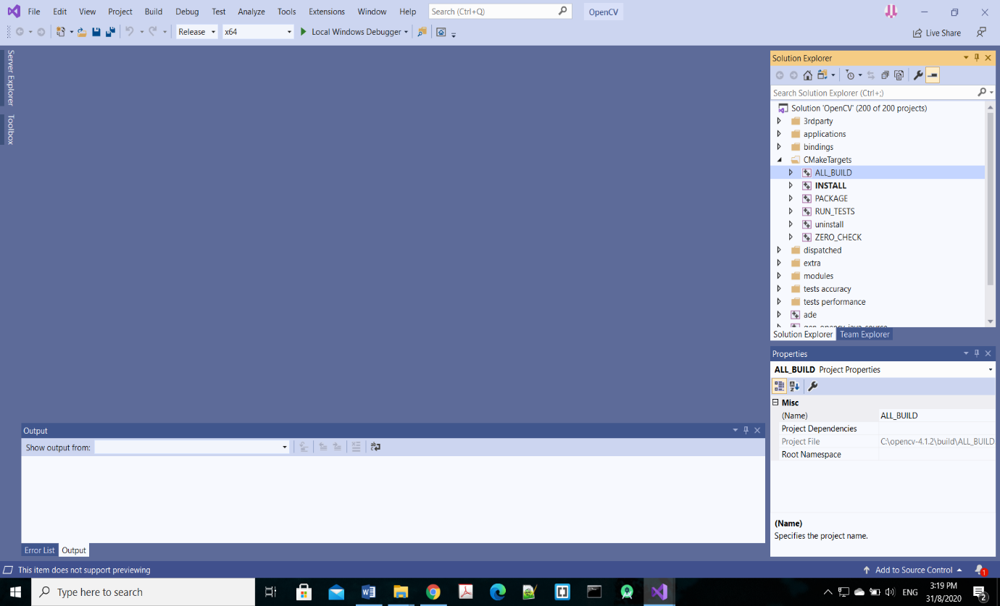 File Edit View Project Build Debug Test Analyze Tools Extensions Window Help Search (Ctrl+Q) OpenCV
Release x64 Local Windows Debugger Live Share
Server Explorer
Toolbox
Solution Explorer
Search Solution Explorer (Ctrl+;)
Solution 'OpenCV' (200 of 200 projects)
3rdparty
applications
bindings
CMakeTargets
ALL_BUILD
INSTALL
PACKAGE
RUN_TESTS
uninstall
ZERO_CHECK
dispatched
extra
modules
tests accuracy
tests performance
ade
Solution Explorer Team Explorer
Properties
ALL_BUILD Project Properties
Misc
(Name) ALL_BUILD
Project Dependencies
Project File C:\opencv-4.1.2\build\ALL_BUILD
Root Namespace
(Name)
Specifies the project name.
Output
Show output from:
Error List Output
This item does not support previewing Add to Source Control 1
Type here to search ENG 3:19 PM
31/8/2020 2